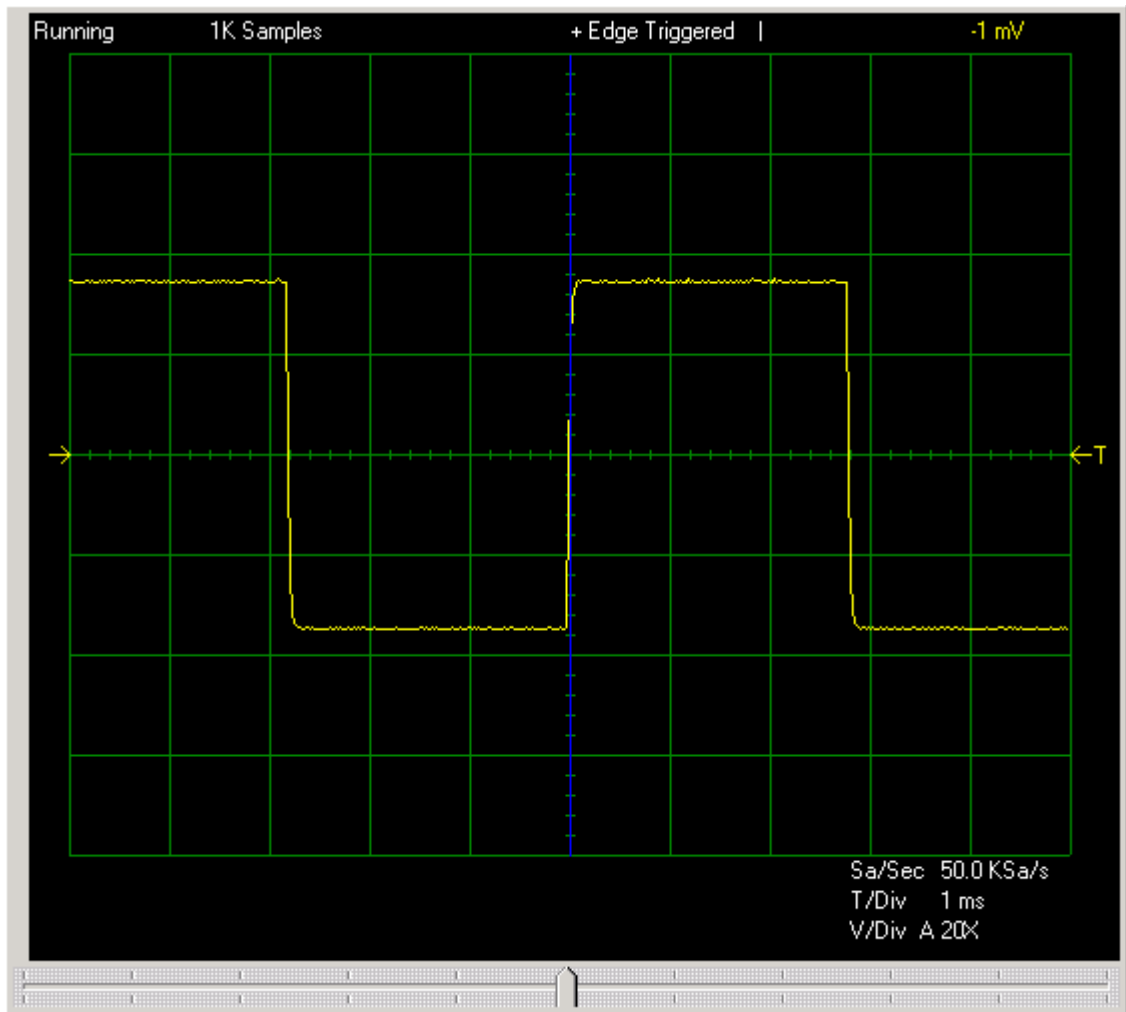 Running 1K Samples + Edge Triggered | -1 mV
T
Sa/Sec 50.0 KSa/s
T/Div 1 ms
V/Div A 20X